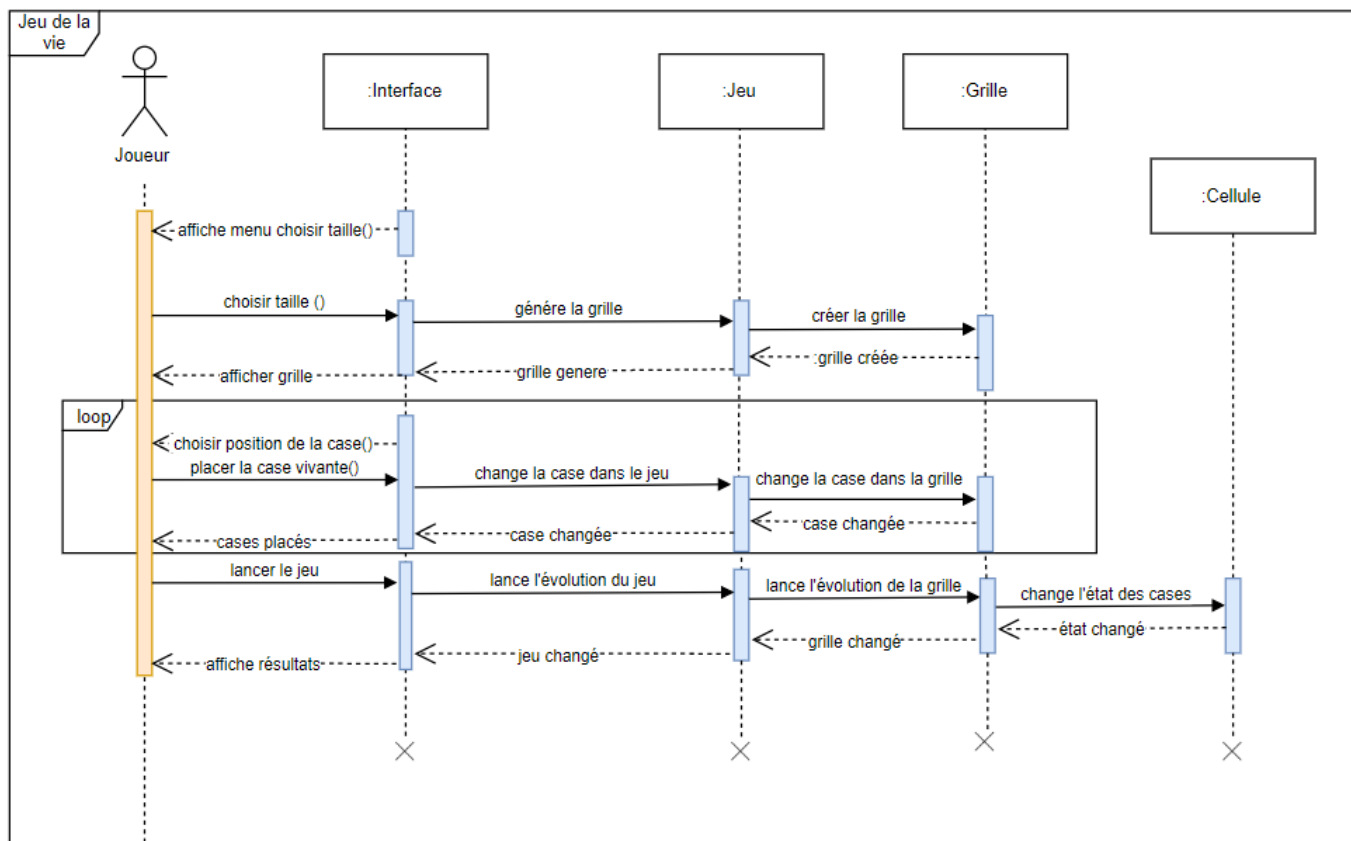 Jeu de la
vie
:Interface
:Jeu
:Grille
Joueur
:Cellule
affiche menu choisir taille()
choisir taille ()
génére la grille
créer la grille
:grille créée
grille genere
afficher grille
loop
choisir position de la case()
placer la case vivante()
change la case dans le jeu
change la case dans la grille
case changée
case changée
cases placés
lancer le jeu
lance l'évolution du jeu
lance l'évolution de la grille
change l'état des cases
état changé
grille changé
jeu changé
affiche résultats